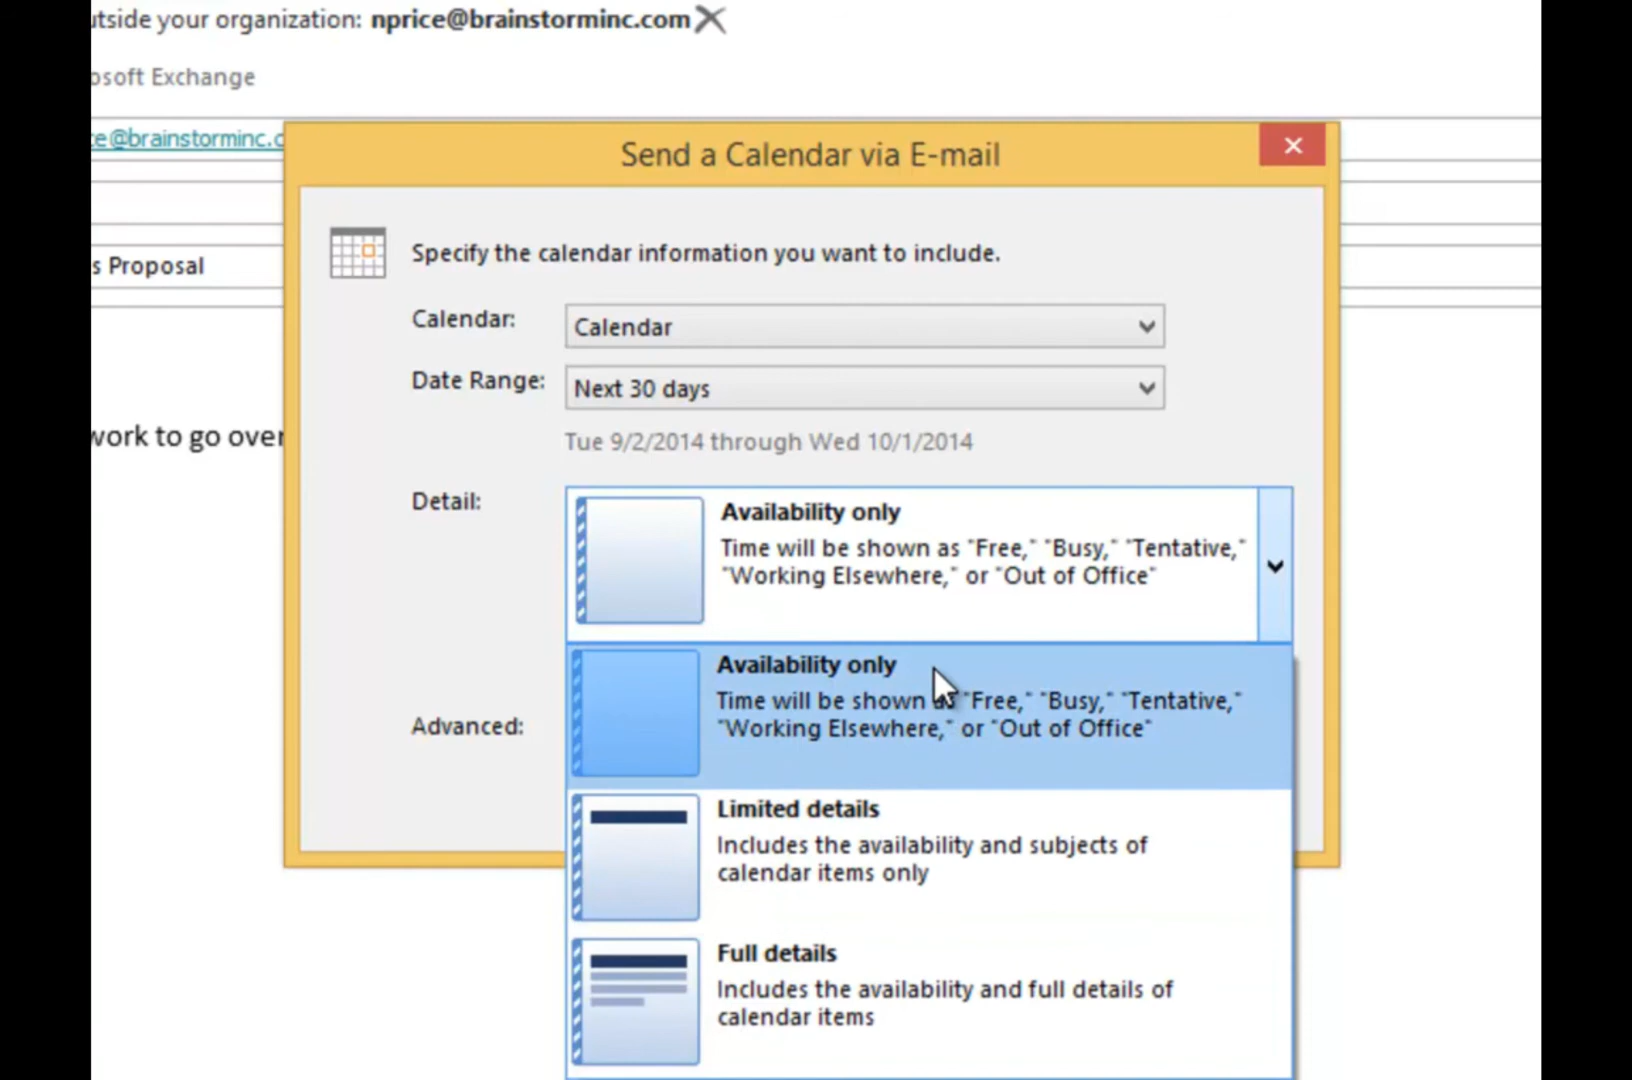 utside your organization: nprice@brainstorminc.com
osoft Exchange
ce@brainstorminc.c
Send a Calendar via E-mail
Specify the calendar information you want to include.
s Proposal
Calendar: Calendar
Date Range: Next 30 days
work to go over
Tue 9/2/2014 through Wed 10/1/2014
Detail:
Availability only
Time will be shown as "Free," "Busy," "Tentative,"
"Working Elsewhere," or "Out of Office"
Availability only
Time will be shown as "Free," "Busy," "Tentative,"
"Working Elsewhere," or "Out of Office"
Advanced:
Limited details
Includes the availability and subjects of
calendar items only
Full details
Includes the availability and full details of
calendar items